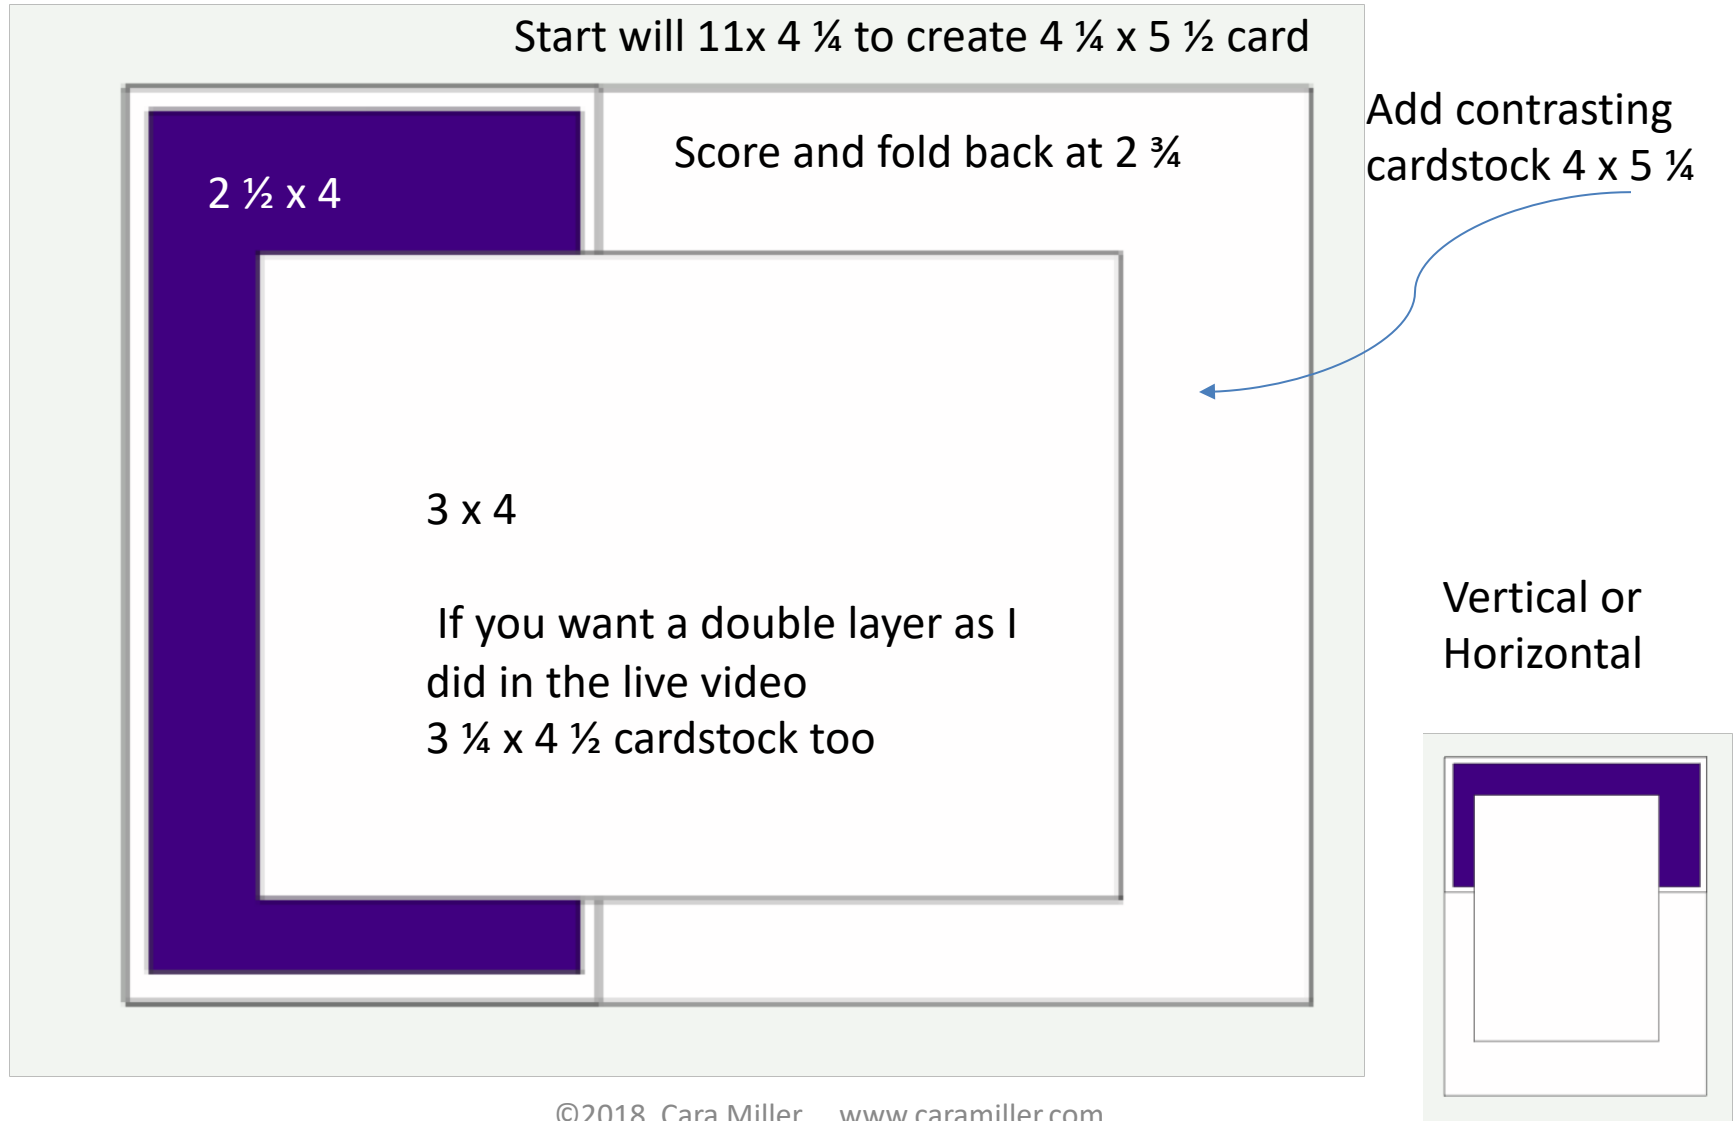 Start will 11x 4 ¼ to create 4 ¼ x 5 ½ card
Add contrasting
cardstock 4 x 5 ¼
Score and fold back at 2 ¾
2 ½ x 4
3 x 4
If you want a double layer as I
did in the live video
3 ¼ x 4 ½ cardstock too
Vertical or
Horizontal
©2018 Cara Miller www.caramiller.com